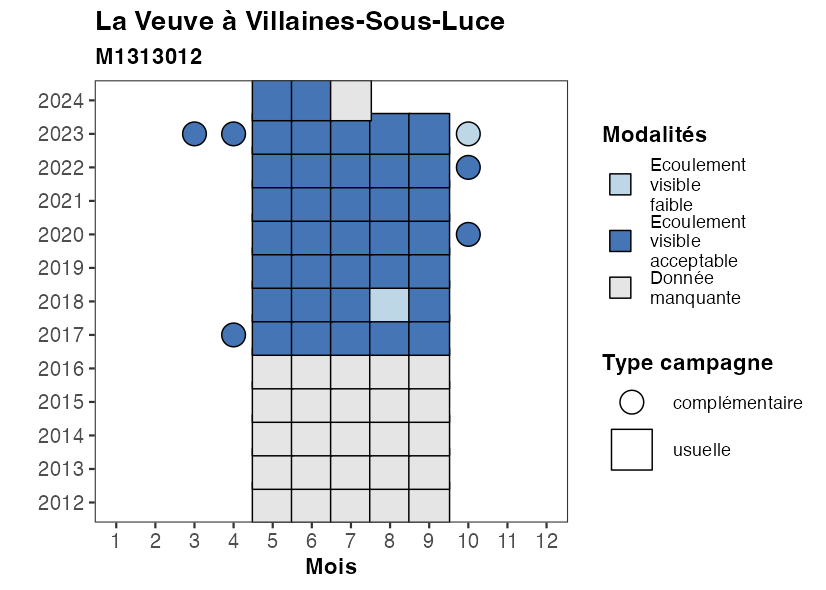 La Veuve à Villaines-Sous-Luce
M1313012
2024
2023
2022
2021
2020
2019
2018
2017
2016
2015
2014
2013
2012
1 2 3 4 5 6 7 8 9 10 11 12
Mois
Modalités
Ecoulement
visible
faible
Ecoulement
visible
acceptable
Donnée
manquante
Type campagne
complémentaire
usuelle